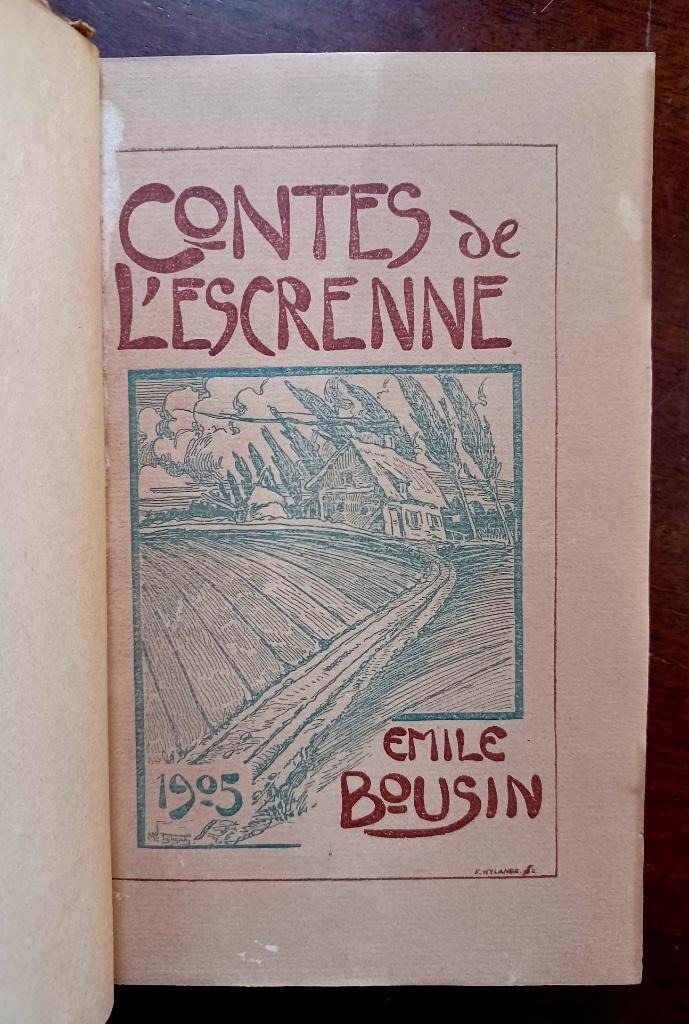 CONTES de
L'ESCRENNE
EMILE
1905
BOUSIN